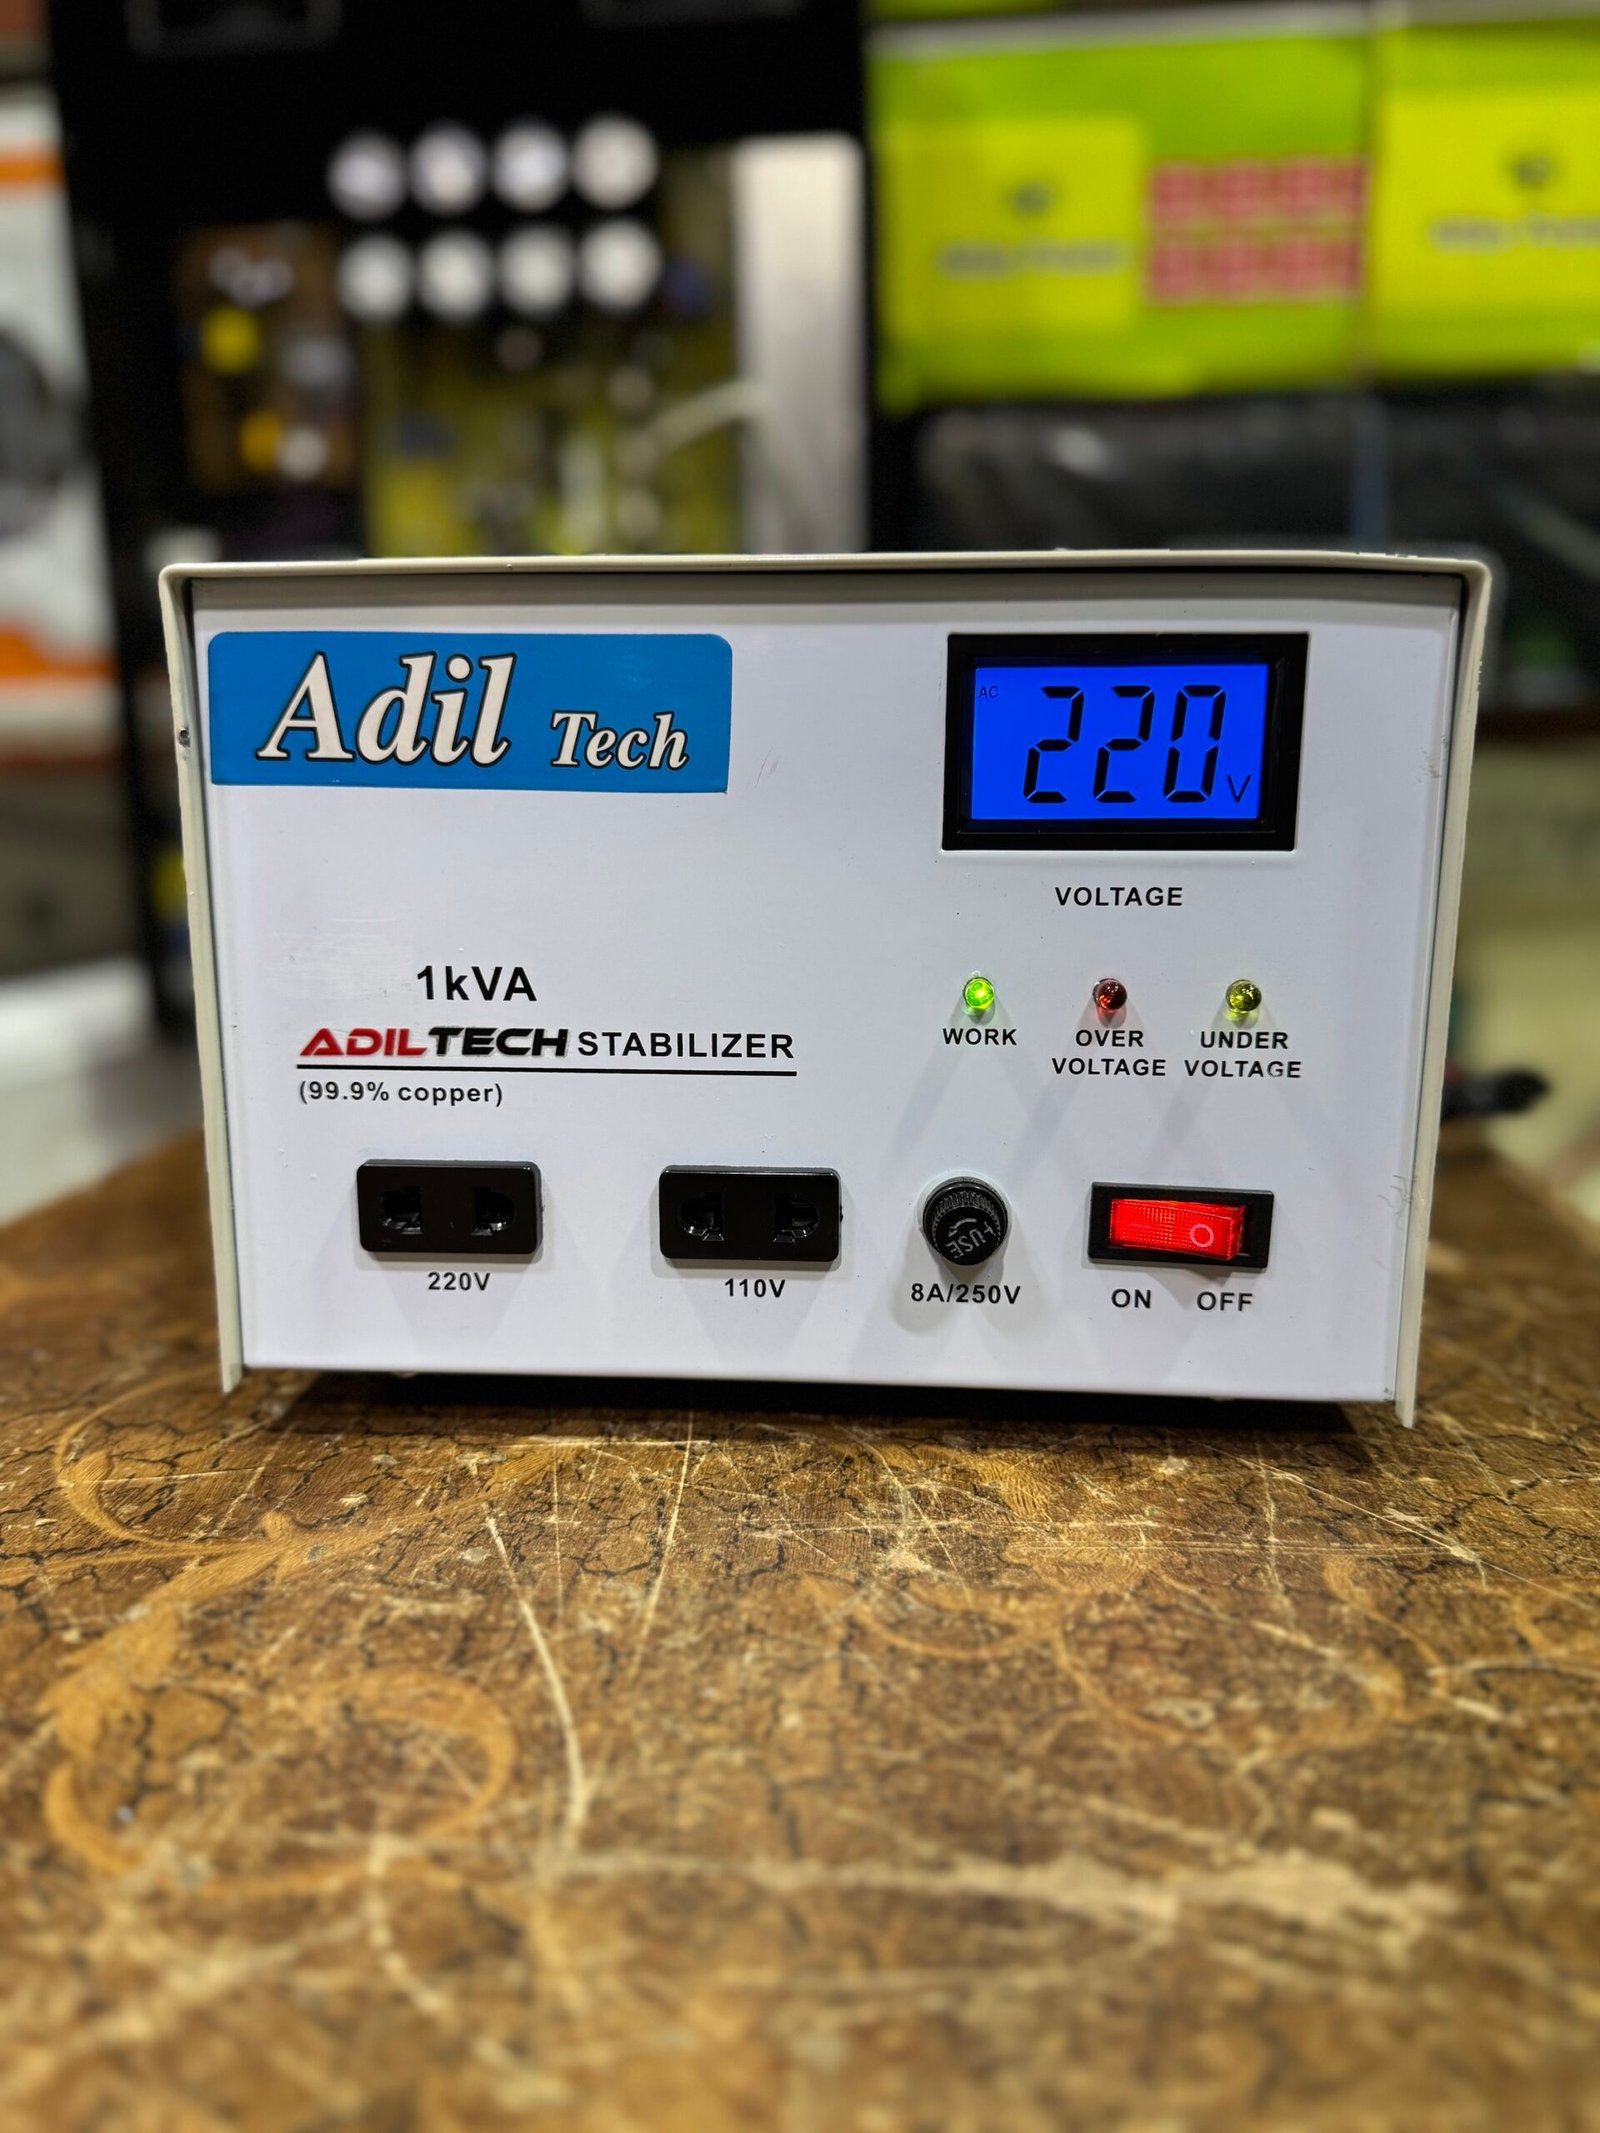 Adil Tech
AC
220V
VOLTAGE
1kVA
ADILTECH STABILIZER
(99.9% copper)
WORK
OVER
VOLTAGE
UNDER
VOLTAGE
220V
110V
FUSE
8A/250V
ON
OFF